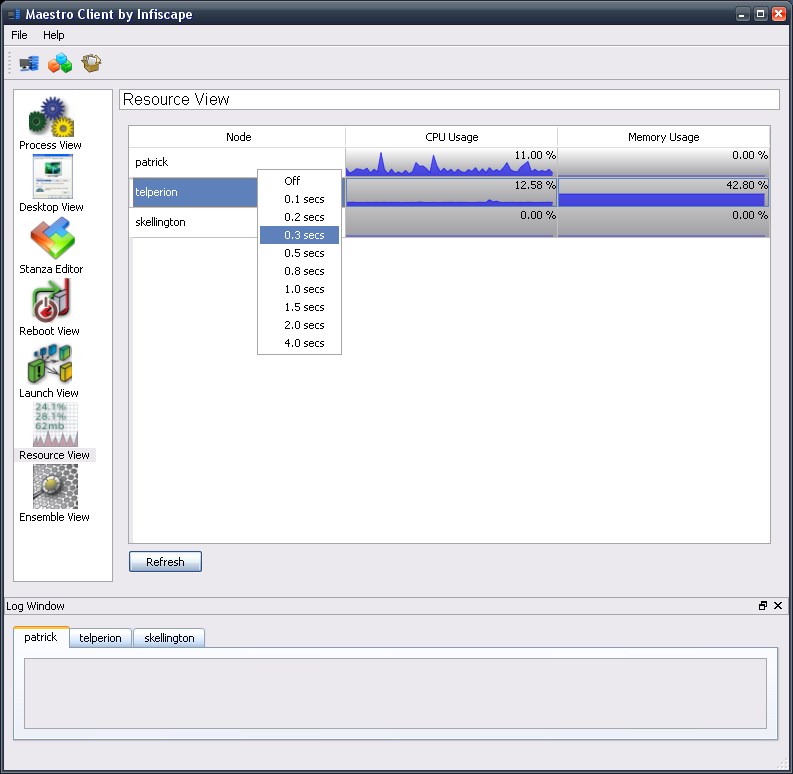 Maestro Client by Infiscape
File Help
Process View
Desktop View
Stanza Editor
Reboot View
Launch View
24.1%
28.1%
62mb
Resource View
Ensemble View
Resource View
Node CPU Usage Memory Usage
patrick 11.00 % 0.00 %
telperion 12.58 % 42.80 %
skellington 0.00 % 0.00 %
Off
0.1 secs
0.2 secs
0.3 secs
0.5 secs
0.8 secs
1.0 secs
1.5 secs
2.0 secs
4.0 secs
Refresh
Log Window
patrick telperion skellington